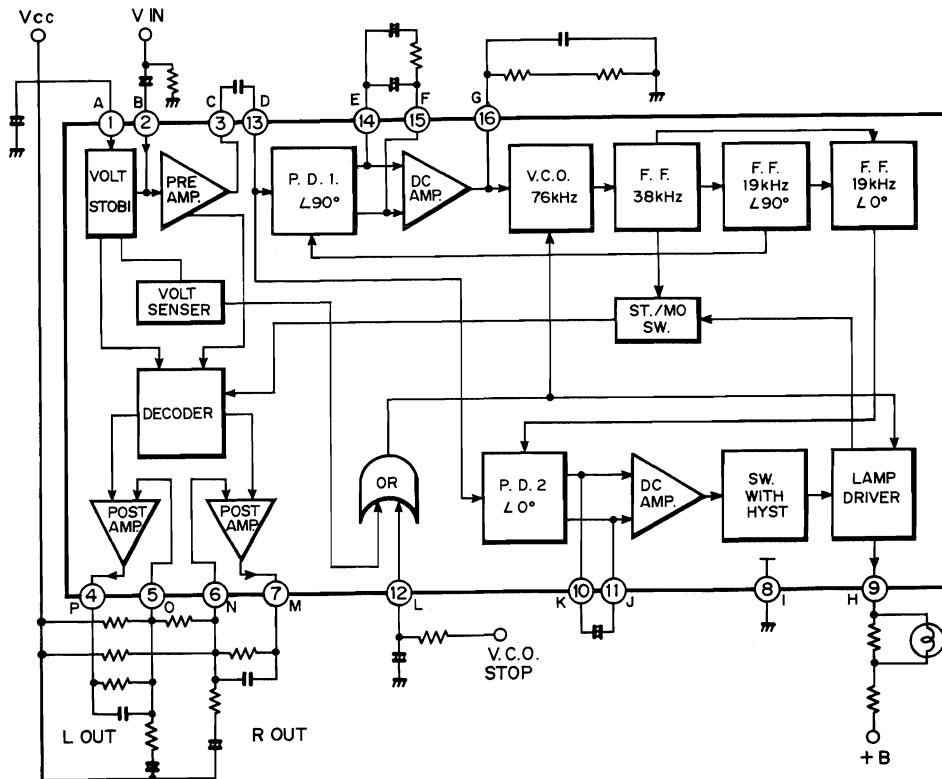 Vcc
V IN
A
B
C
D
E
F
G
1
2
3
13
14
15
16
VOLT
STOBI
PRE
AMP.
P. D. 1.
∠90°
DC
AMP.
V.C.O.
76kHz
F. F.
38kHz
F. F.
19kHz
∠90°
F. F.
19kHz
∠0°
VOLT
SENSER
ST./MO
SW.
DECODER
OR
P. D. 2
∠0°
DC
AMP.
SW.
WITH
HYST
LAMP
DRIVER
POST
AMP.
POST
AMP.
4
5
6
7
12
10
11
8
9
P
O
N
M
L
K
J
I
H
V.C.O.
STOP
L OUT
R OUT
+B